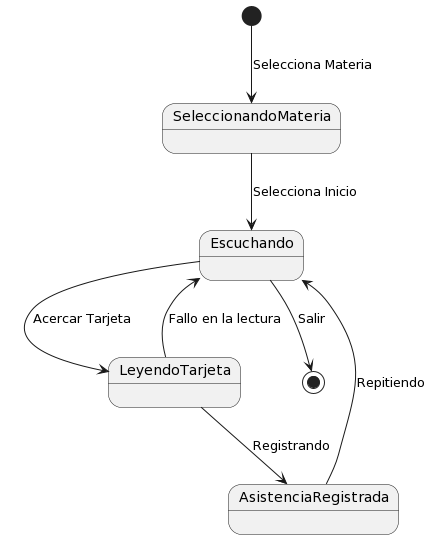 Selecciona Materia
SeleccionandoMateria
Selecciona Inicio
Escuchando
Acercar Tarjeta
Fallo en la lectura
Salir
LeyendoTarjeta
Repitiendo
Registrando
AsistenciaRegistrada